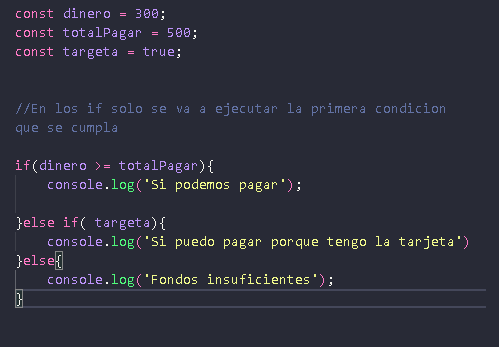 const dinero = 300;
const totalPagar = 500;
const targeta = true;
//En los if solo se va a ejecutar la primera condicion
que se cumpla
if(dinero >= totalPagar){
console.log('Si podemos pagar');
}else if( targeta){
console.log('Si puedo pagar porque tengo la tarjeta')
}else{
console.log('Fondos insuficientes');
}